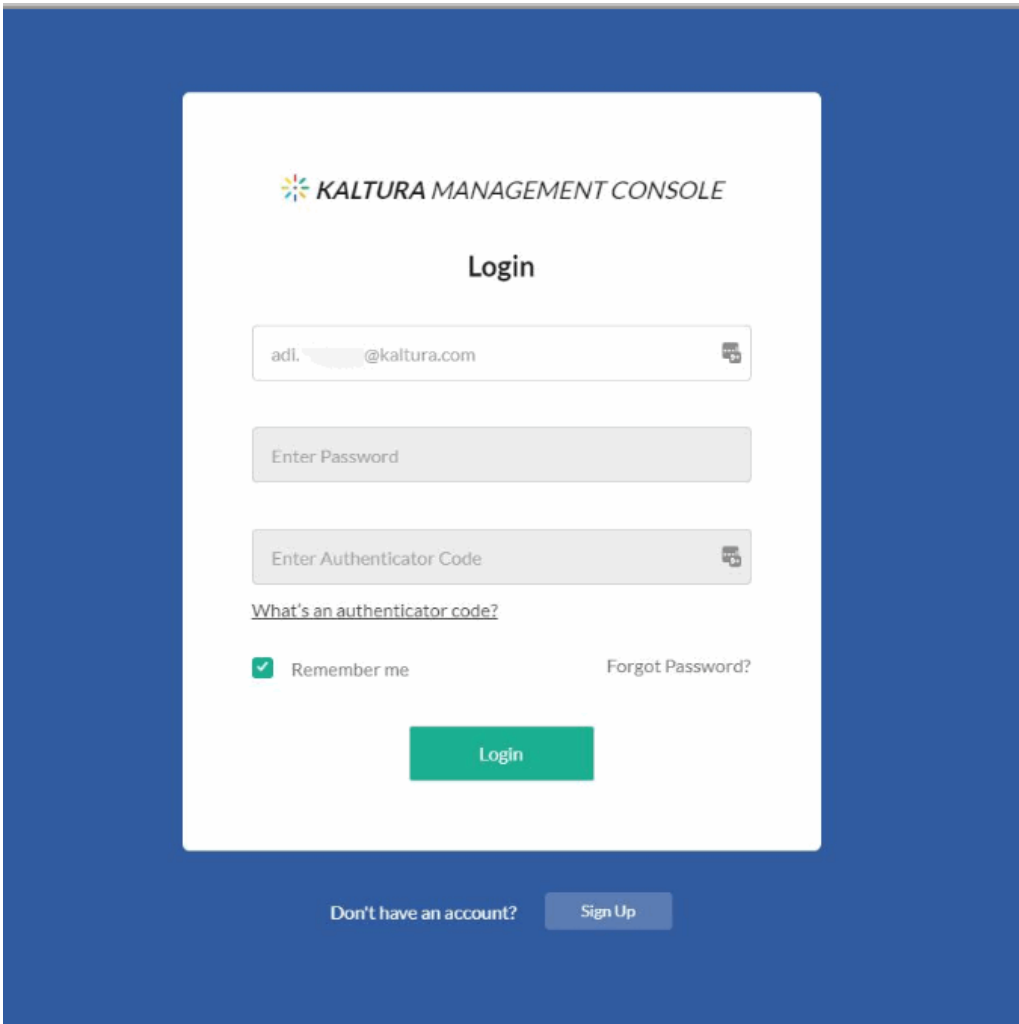 KALTURA MANAGEMENT CONSOLE
Login
adi. @kaltura.com
Enter Password
Enter Authenticator Code
What's an authenticator code?
Remember me Forgot Password?
Login
Don't have an account? Sign Up